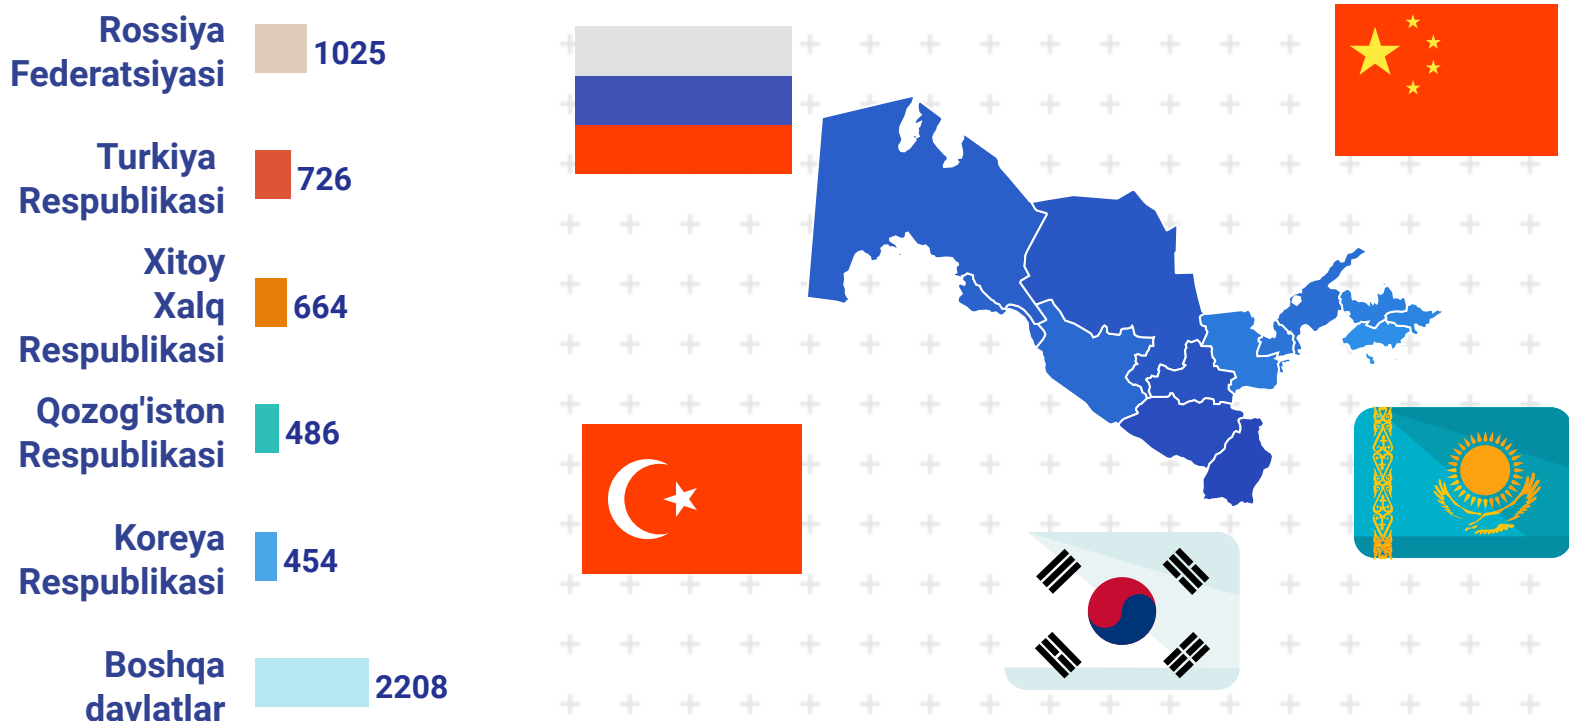 Rossiya
Federatsiyasi
1025
Turkiya
Respublikasi
726
Xitoy
Xalq
Respublikasi
664
Qozog'iston
Respublikasi
486
Koreya
Respublikasi
454
Boshqa
davlatlar
2208